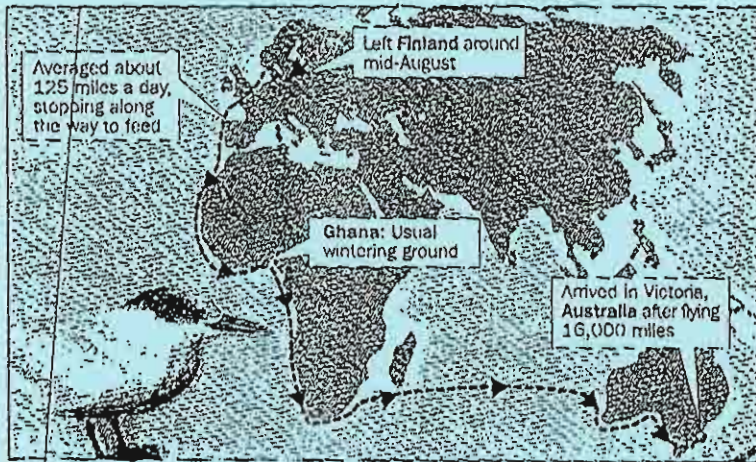 Left Finland around
mid-August
Averaged about
125 miles a day,
stopping along
the way to feed
Ghana: Usual
wintering ground
Arrived in Victoria,
Australia after flying
16,000 miles